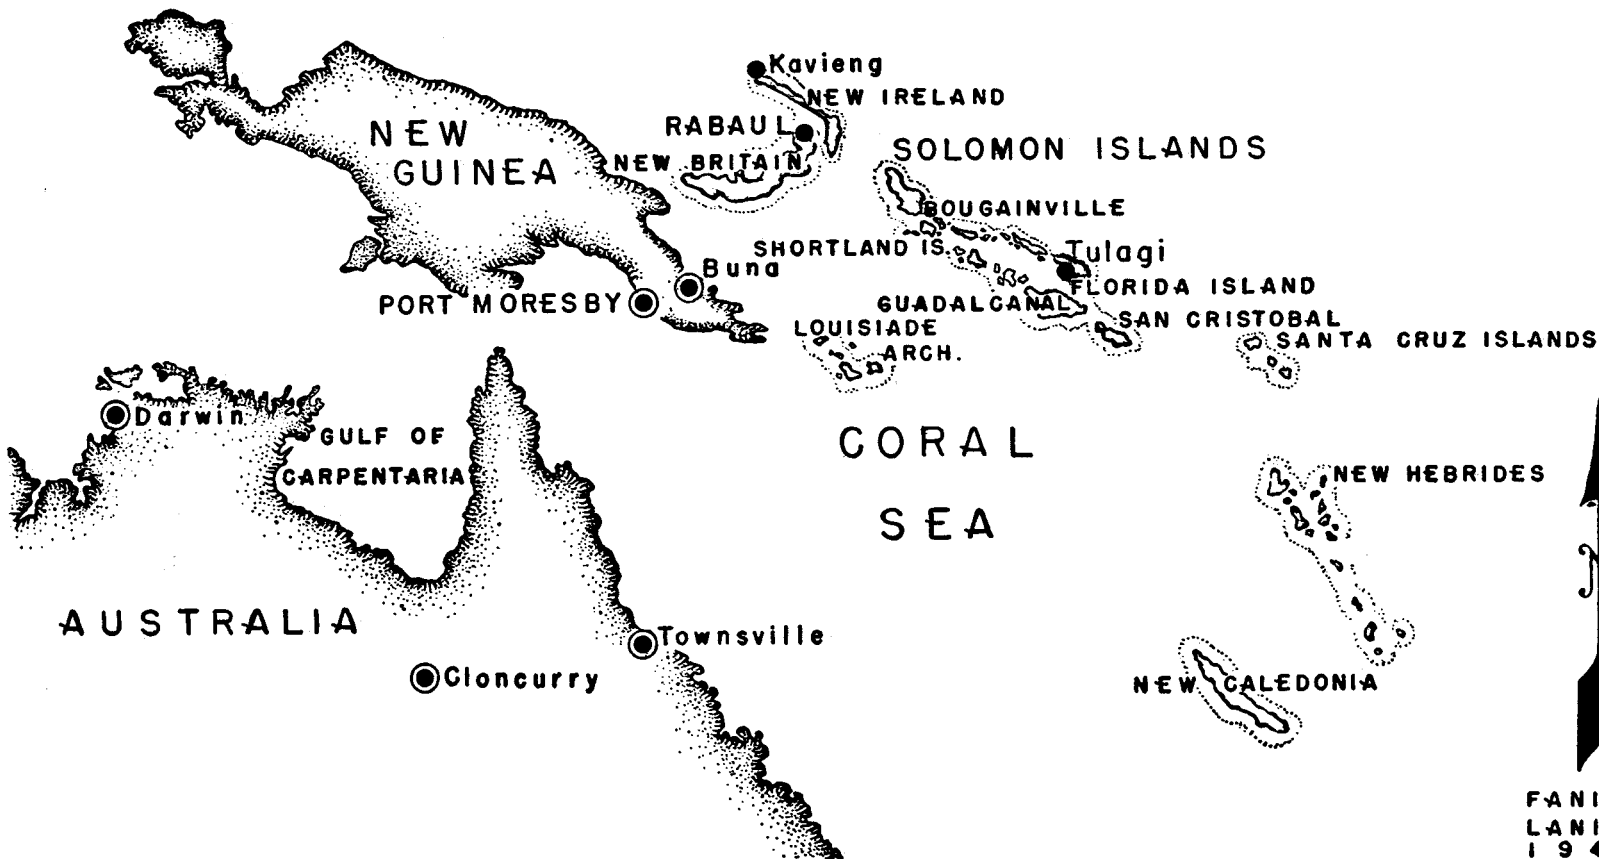 Kavieng
NEW IRELAND
RABAUL
NEW
GUINEA
NEW BRITAIN
SOLOMON ISLANDS
BOUGAINVILLE
SHORTLAND IS.
Tulagi
Buna
PORT MORESBY
FLORIDA ISLAND
GUADALCANAL
SAN CRISTOBAL
LOUISIADE
ARCH.
SANTA CRUZ ISLANDS
Darwin
GULF OF
CARPENTARIA
CORAL
SEA
NEW HEBRIDES
AUSTRALIA
Townsville
Cloncurry
NEW CALEDONIA
FANI
LANI